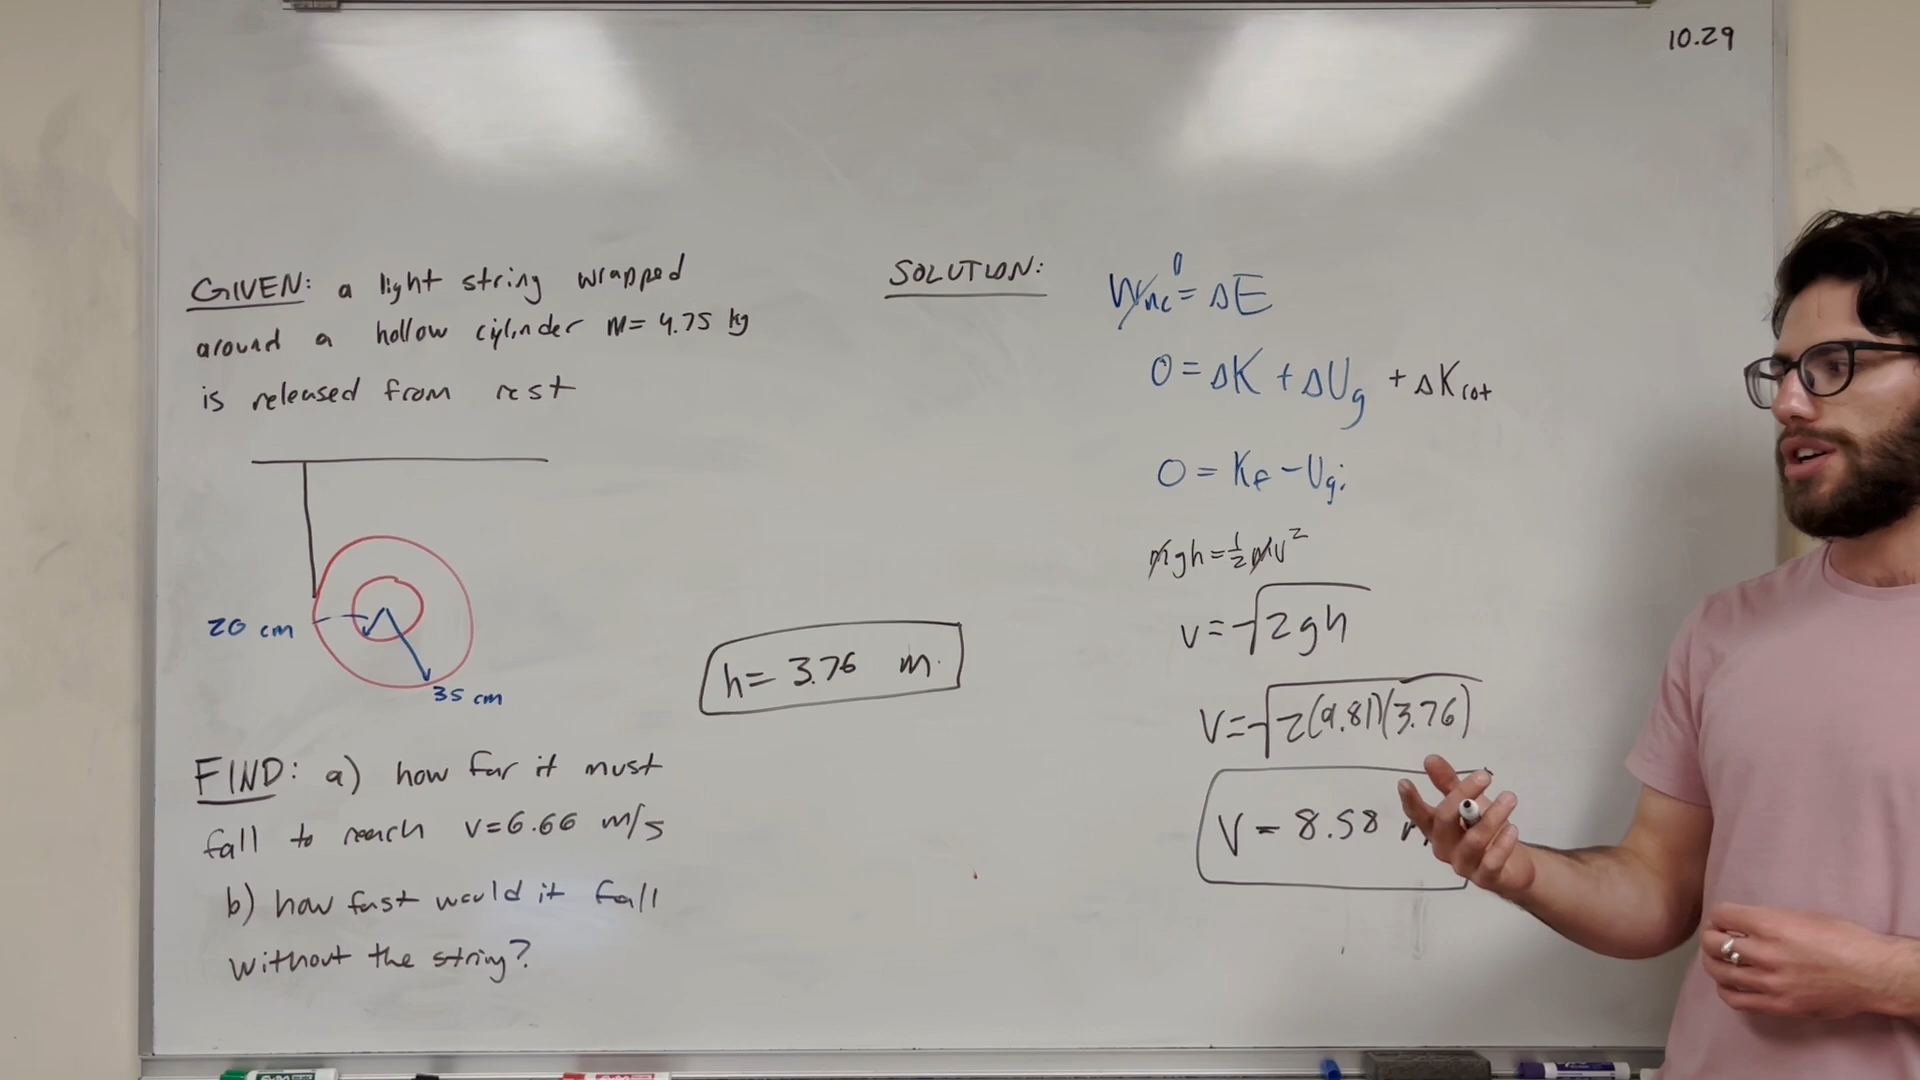 10.29
GIVEN: a light string wrapped
around a hollow cylinder m = 4.75 kg
is released from rest
20 cm
35 cm
FIND: a) how far it must
fall to reach v=6.66 m/s
b) how fast would it fall
without the string?
h = 3.76 m.
SOLUTION:
Wnc = ΔE
0
0 = ΔK + ΔUg + ΔKrot
0 = Kf - Ugi
mgh = 1/2 mv²
v = √2gh
V = √2(9.81)(3.76)
V = 8.58